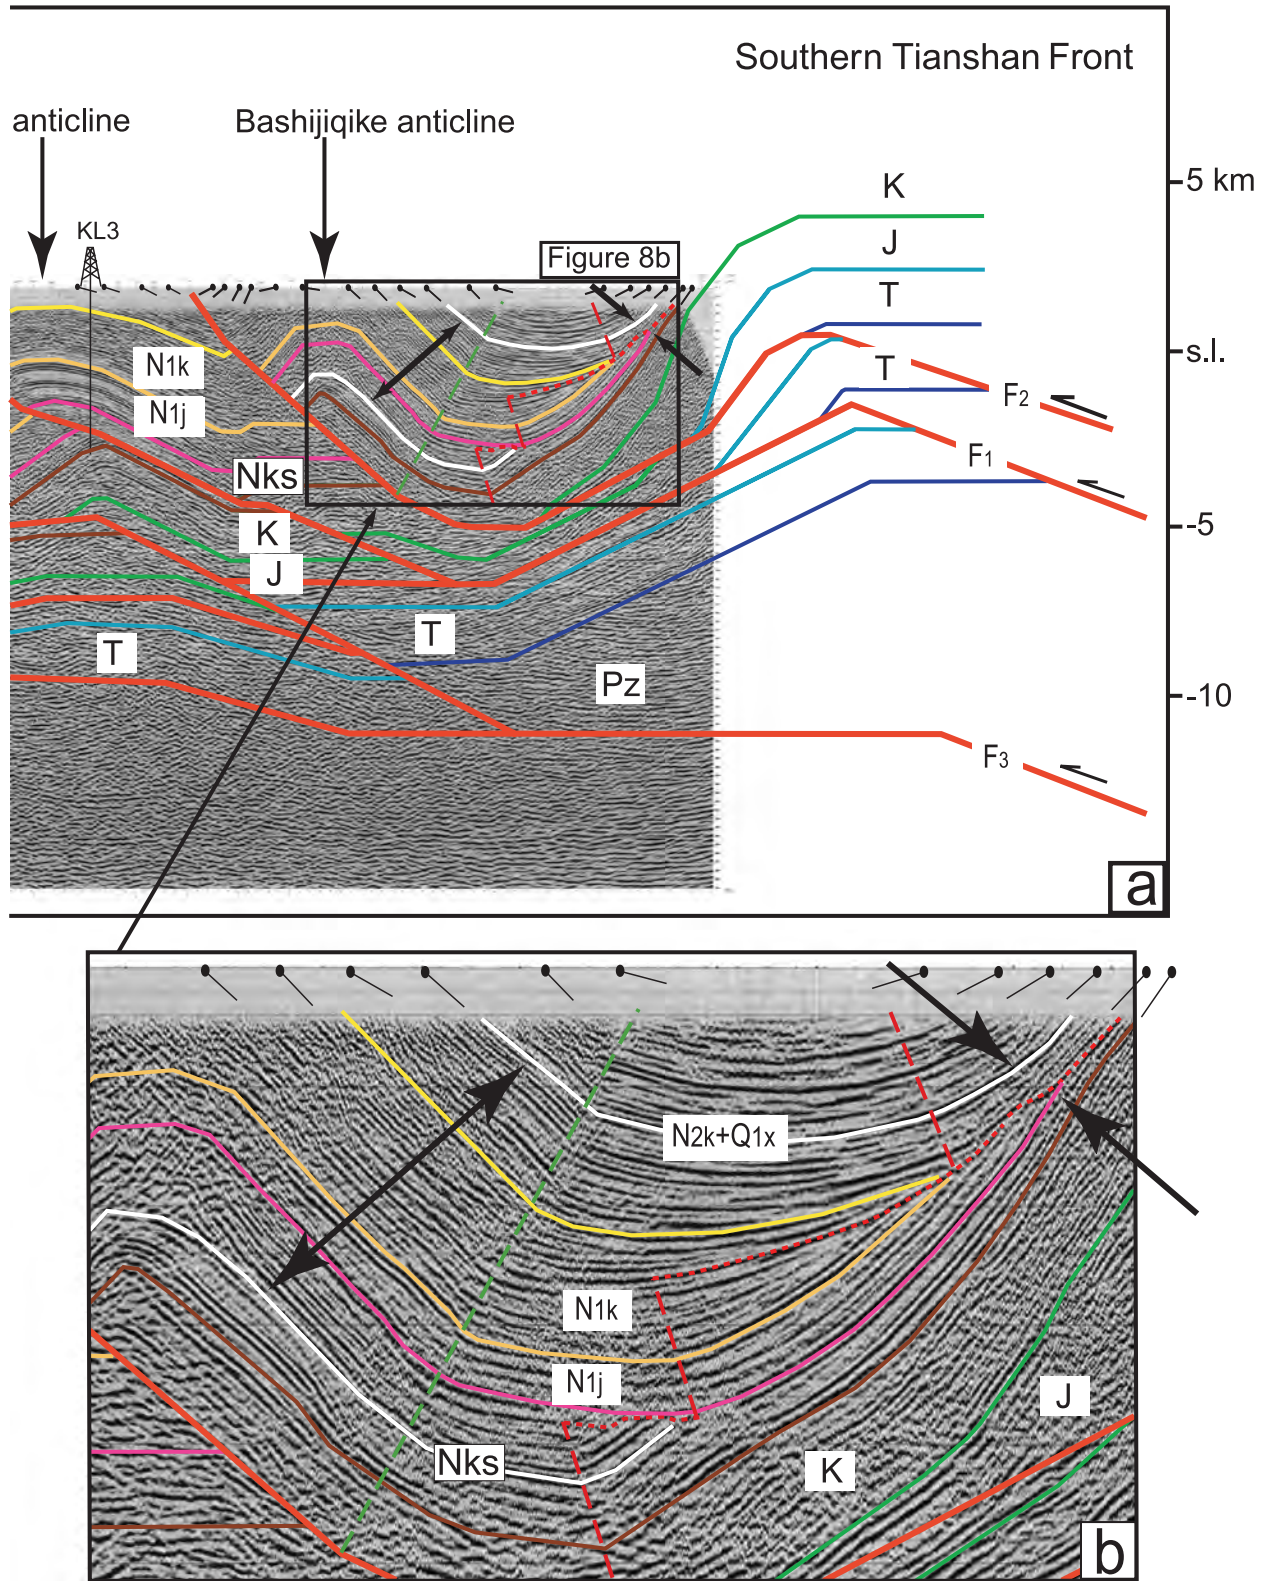 Southern Tianshan Front
anticline
Bashijiqike anticline
K
5 km
KL3
J
Figure 8b
T
s.l.
N1k
T
F2
N1j
F1
Nks
K
-5
J
T
T
Pz
-10
F3
a
N2k+Q1x
N1k
N1j
J
Nks
K
b